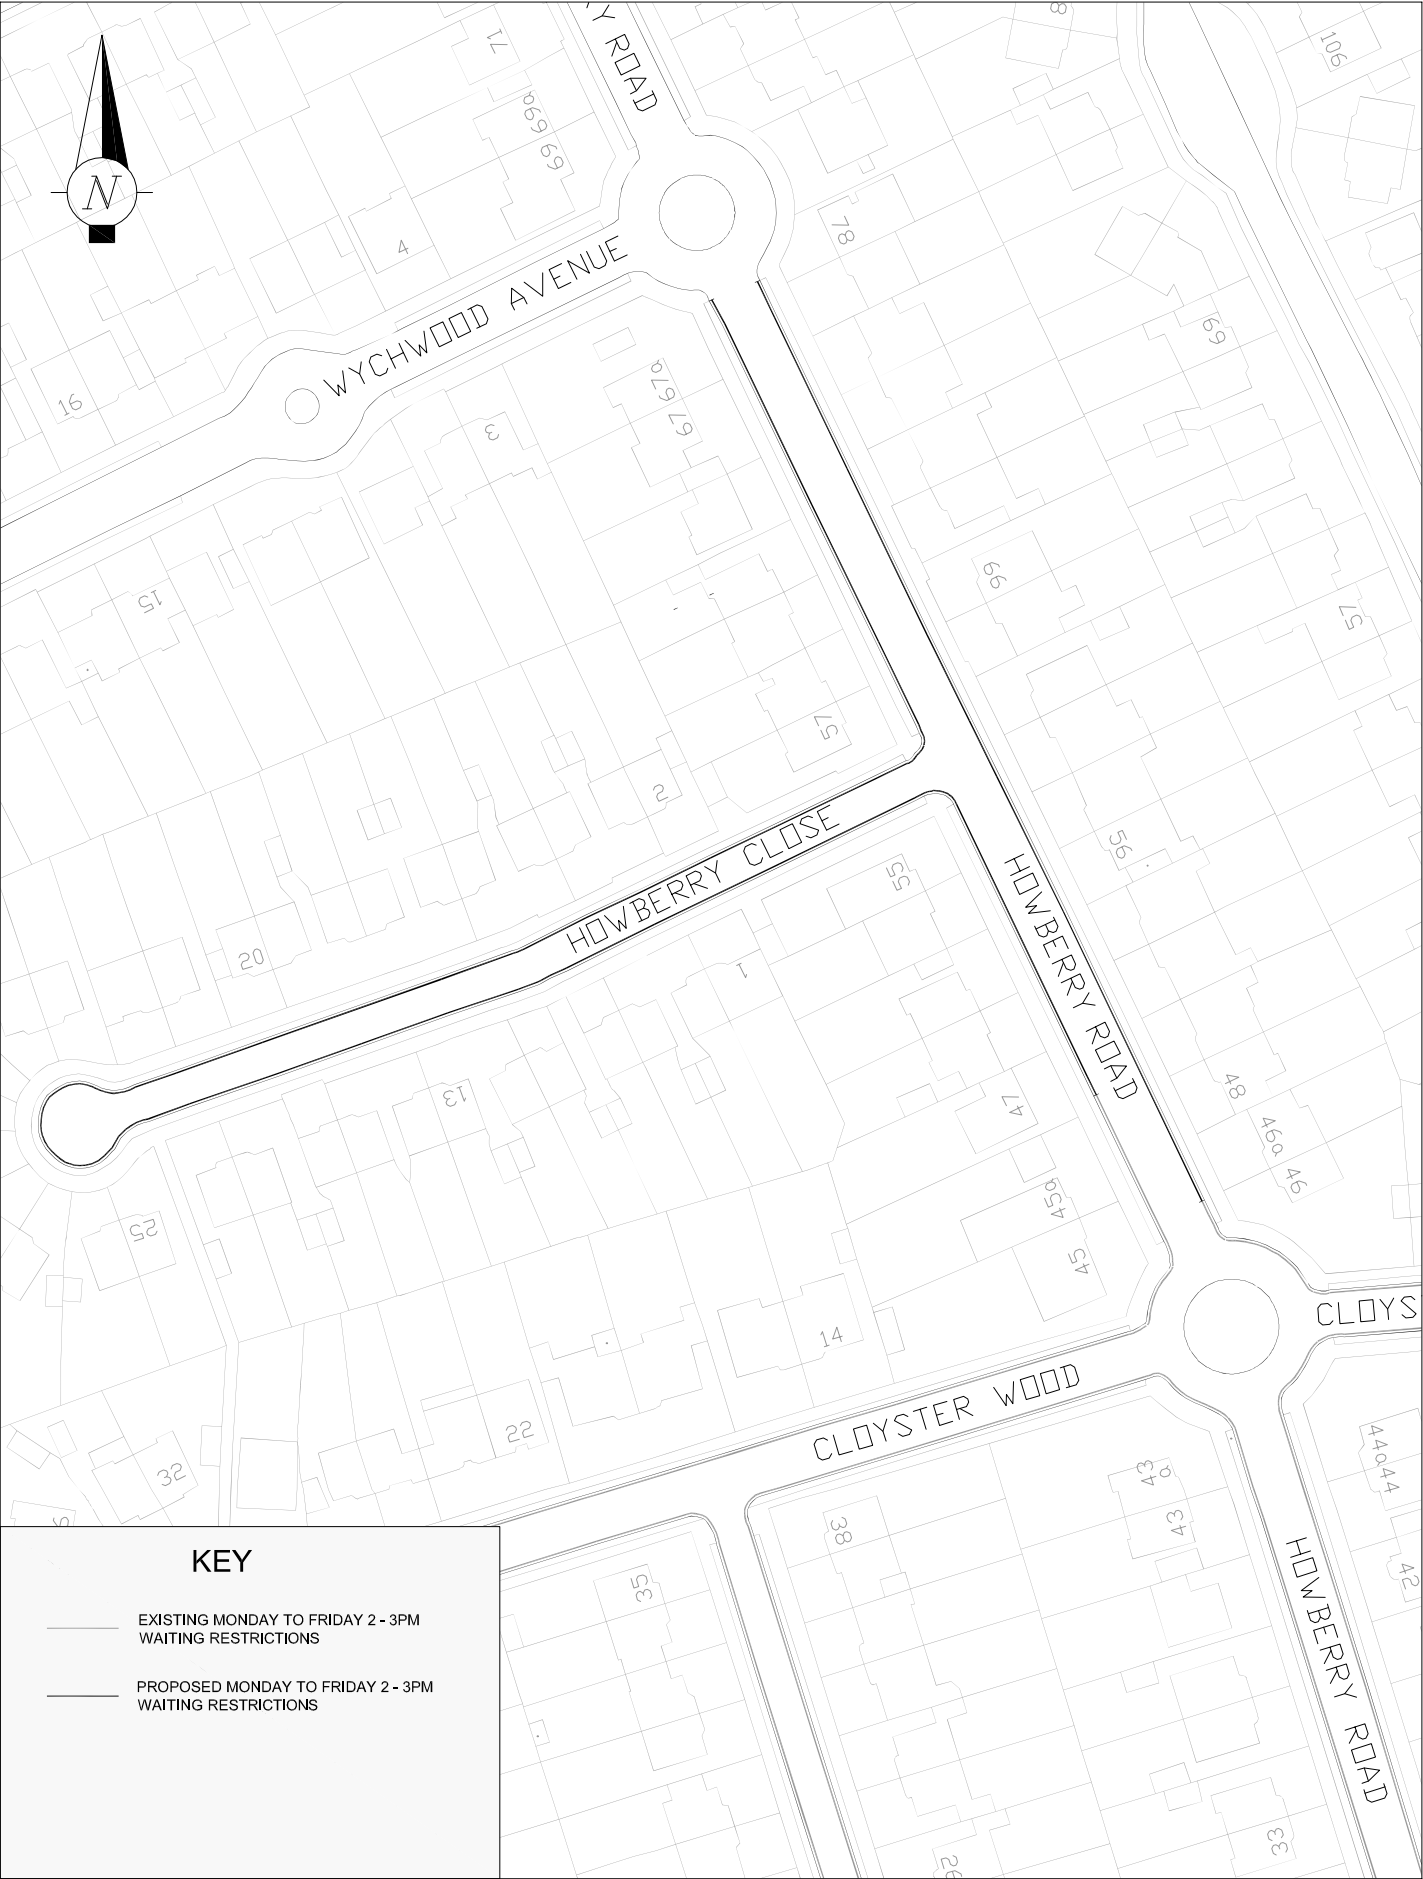 71
Y ROAD
8
106
69a
69
N
4
78
WYCHWOOD AVENUE
69
16
67a
67
3
66
15
57
57
2
HOWBERRY CLOSE
56
55
HOWBERRY ROAD
20
1
13
47
48
46a
46
45a
25
45
CLOYS
14
CLOYSTER WOOD
22
32
44a
44
43
a
43
38
35
42
HOWBERRY ROAD
33
KEY
EXISTING MONDAY TO FRIDAY 2 - 3PM
WAITING RESTRICTIONS
PROPOSED MONDAY TO FRIDAY 2 - 3PM
WAITING RESTRICTIONS